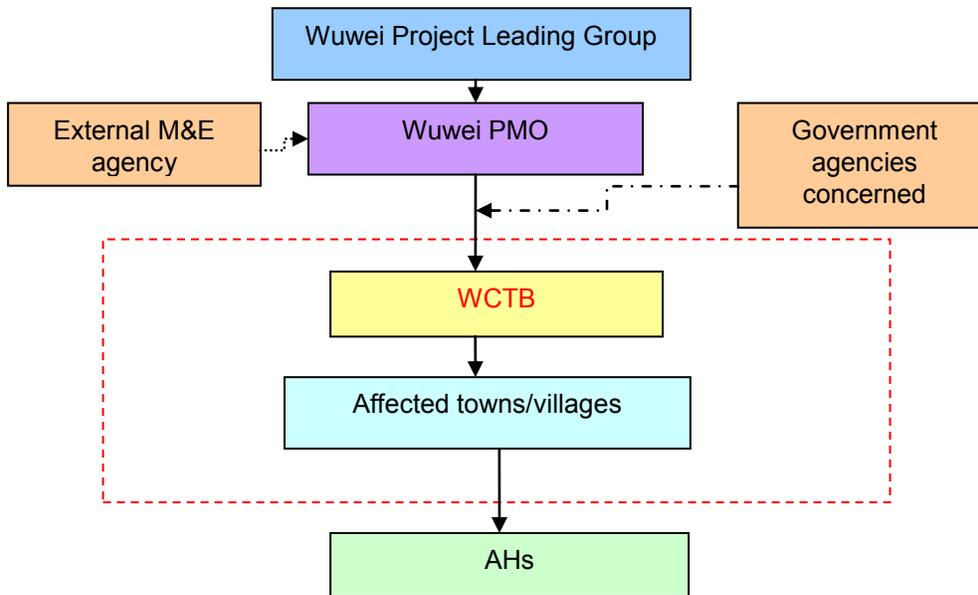 Wuwei Project Leading Group
External M&E
agency
Wuwei PMO
Government
agencies
concerned
WCTB
Affected towns/villages
AHs